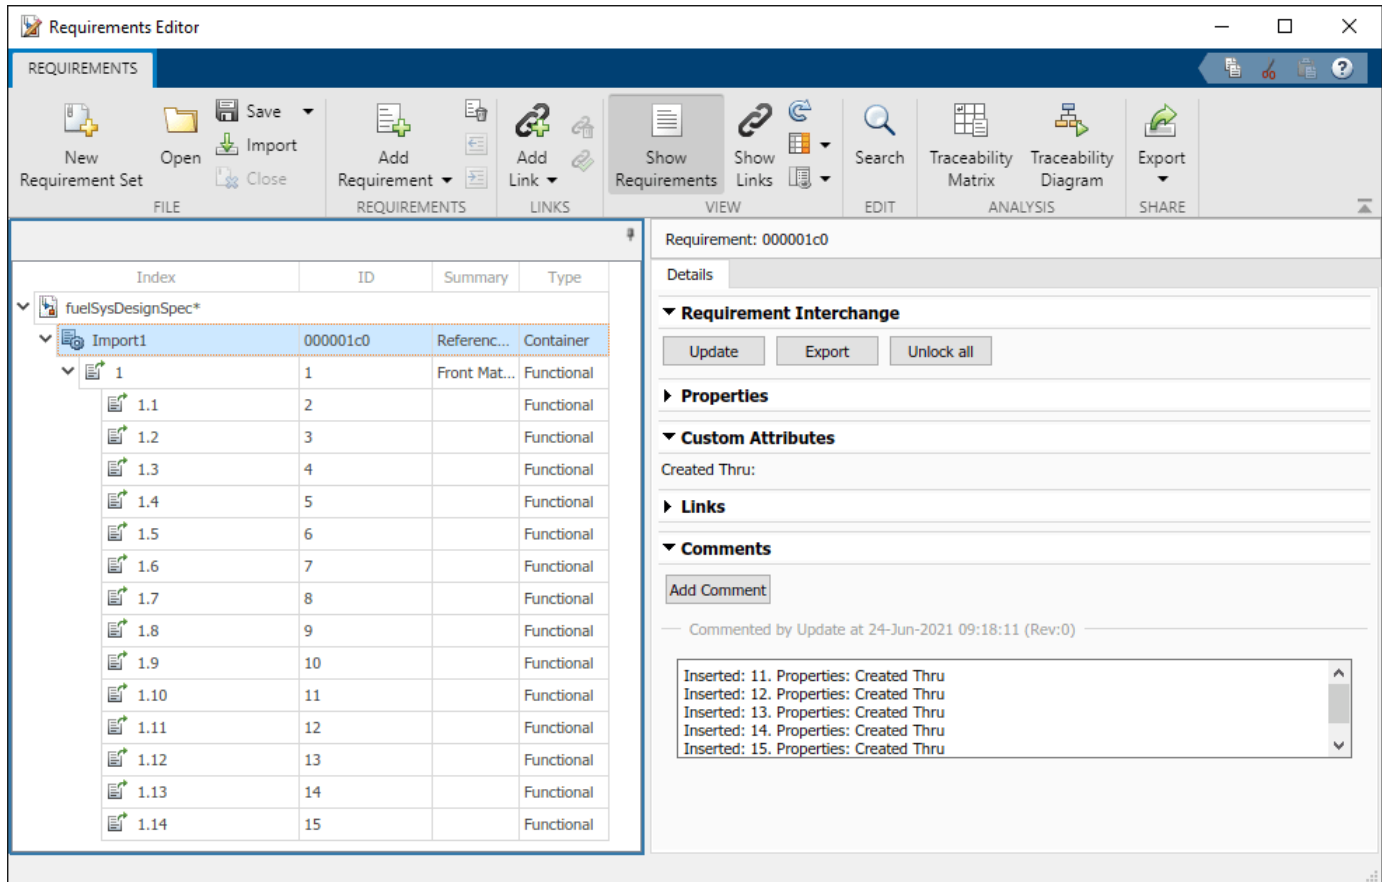 Requirements Editor
REQUIREMENTS
New
Requirement Set
Open
Save
Import
Close
FILE
Add
Requirement
REQUIREMENTS
Add
Link
LINKS
Show
Requirements
Show
Links
VIEW
Search
EDIT
Traceability
Matrix
Traceability
Diagram
ANALYSIS
Export
SHARE
Index ID Summary Type
fuelSysDesignSpec*
Import1 000001c0 Referenc... Container
1 1 Front Mat... Functional
1.1 2 Functional
1.2 3 Functional
1.3 4 Functional
1.4 5 Functional
1.5 6 Functional
1.6 7 Functional
1.7 8 Functional
1.8 9 Functional
1.9 10 Functional
1.10 11 Functional
1.11 12 Functional
1.12 13 Functional
1.13 14 Functional
1.14 15 Functional
Requirement: 000001c0
Details
Requirement Interchange
Update Export Unlock all
Properties
Custom Attributes
Created Thru:
Links
Comments
Add Comment
Commented by Update at 24-Jun-2021 09:18:11 (Rev:0)
Inserted: 11. Properties: Created Thru
Inserted: 12. Properties: Created Thru
Inserted: 13. Properties: Created Thru
Inserted: 14. Properties: Created Thru
Inserted: 15. Properties: Created Thru